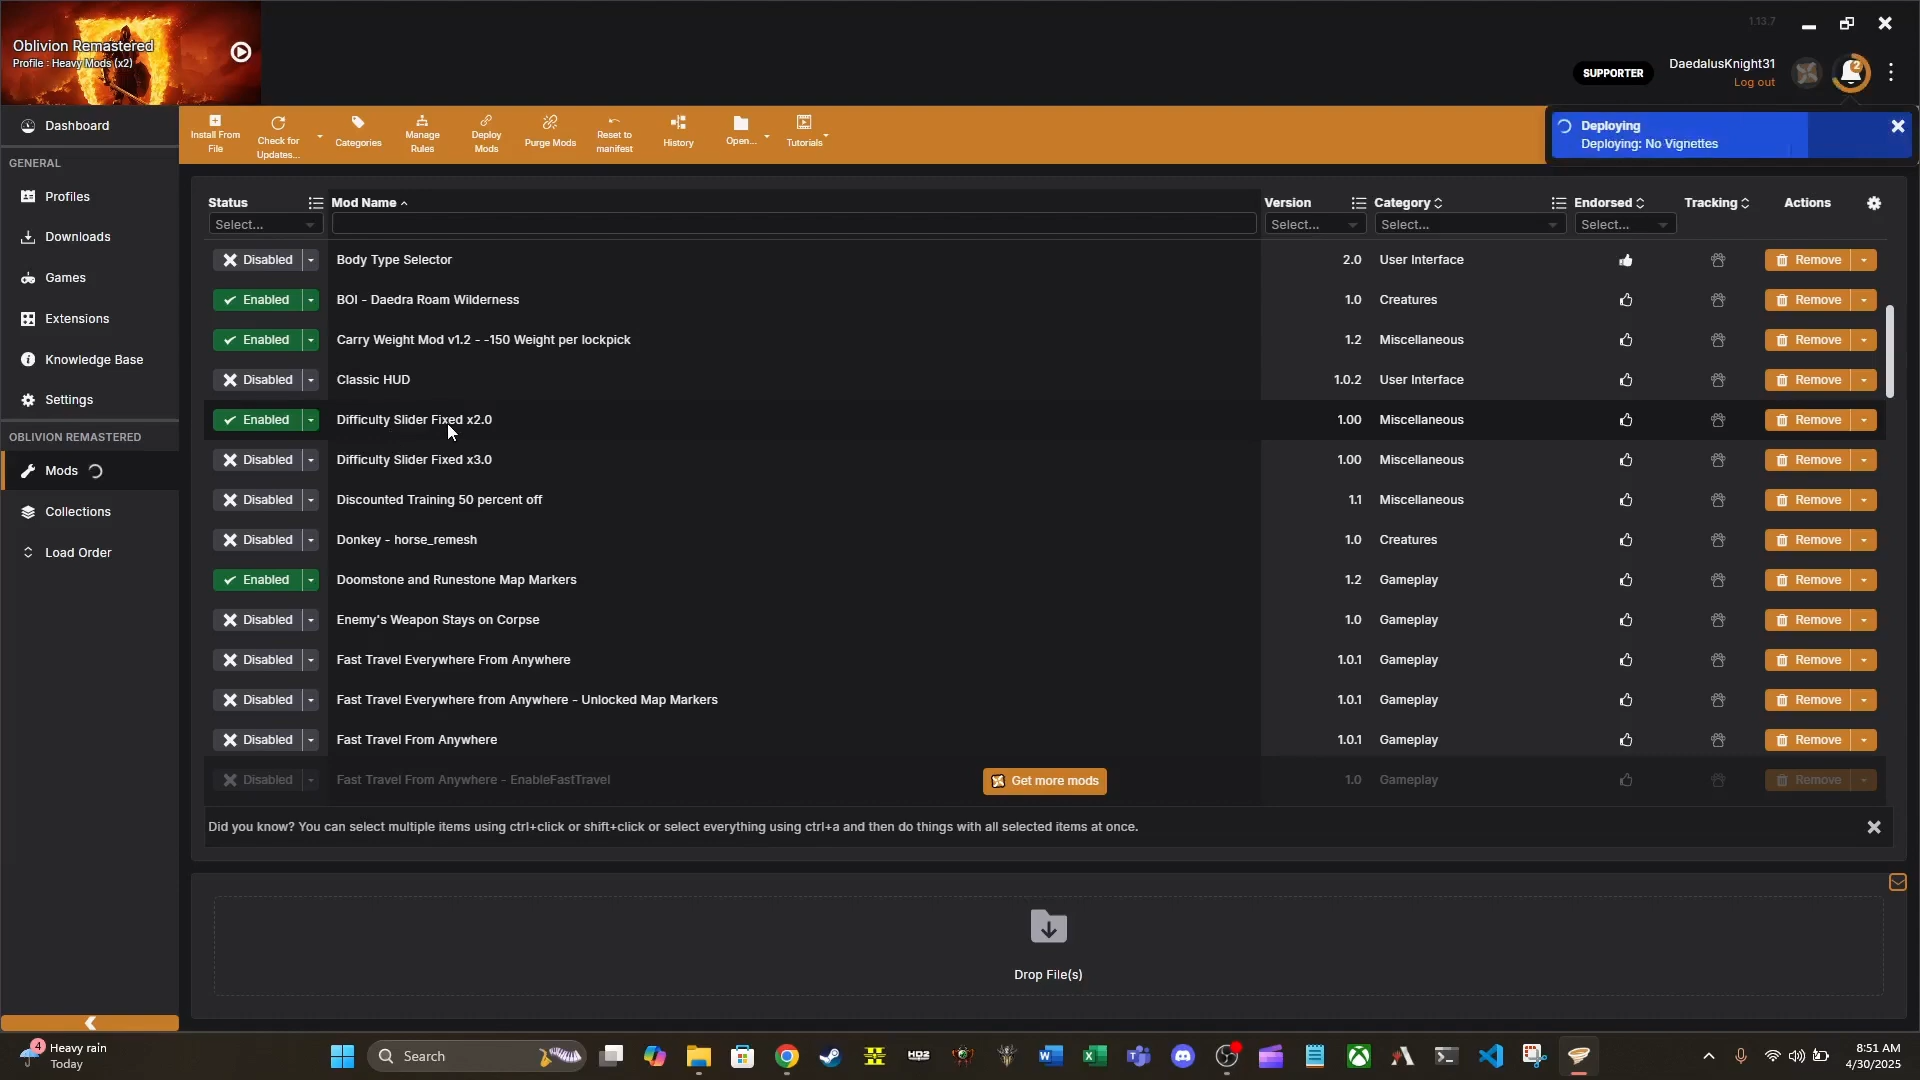 1.13.7
Oblivion Remastered
Profile : Heavy Mods (x2)
SUPPORTER
DaedalusKnight31
Log out
2
Dashboard
GENERAL
Profiles
Downloads
Games
Extensions
Knowledge Base
Settings
OBLIVION REMASTERED
Mods
Collections
Load Order
Install From File
Check for Updates...
Categories
Manage Rules
Deploy Mods
Purge Mods
Reset to manifest
History
Open...
Tutorials
Deploying
Deploying: No Vignettes
Status Mod Name Version Category Endorsed Tracking Actions
Select... Select... Select... Select...
Disabled Body Type Selector 2.0 User Interface Remove
Enabled BOI - Daedra Roam Wilderness 1.0 Creatures Remove
Enabled Carry Weight Mod v1.2 - -150 Weight per lockpick 1.2 Miscellaneous Remove
Disabled Classic HUD 1.0.2 User Interface Remove
Enabled Difficulty Slider Fixed x2.0 1.00 Miscellaneous Remove
Disabled Difficulty Slider Fixed x3.0 1.00 Miscellaneous Remove
Disabled Discounted Training 50 percent off 1.1 Miscellaneous Remove
Disabled Donkey - horse_remesh 1.0 Creatures Remove
Enabled Doomstone and Runestone Map Markers 1.2 Gameplay Remove
Disabled Enemy's Weapon Stays on Corpse 1.0 Gameplay Remove
Disabled Fast Travel Everywhere From Anywhere 1.0.1 Gameplay Remove
Disabled Fast Travel Everywhere from Anywhere - Unlocked Map Markers 1.0.1 Gameplay Remove
Disabled Fast Travel From Anywhere 1.0.1 Gameplay Remove
Disabled Fast Travel From Anywhere - EnableFastTravel 1.0 Gameplay Remove
Get more mods
Did you know? You can select multiple items using ctrl+click or shift+click or select everything using ctrl+a and then do things with all selected items at once.
Drop File(s)
4
Heavy rain
Today
Search
HD2
8:51 AM
4/30/2025